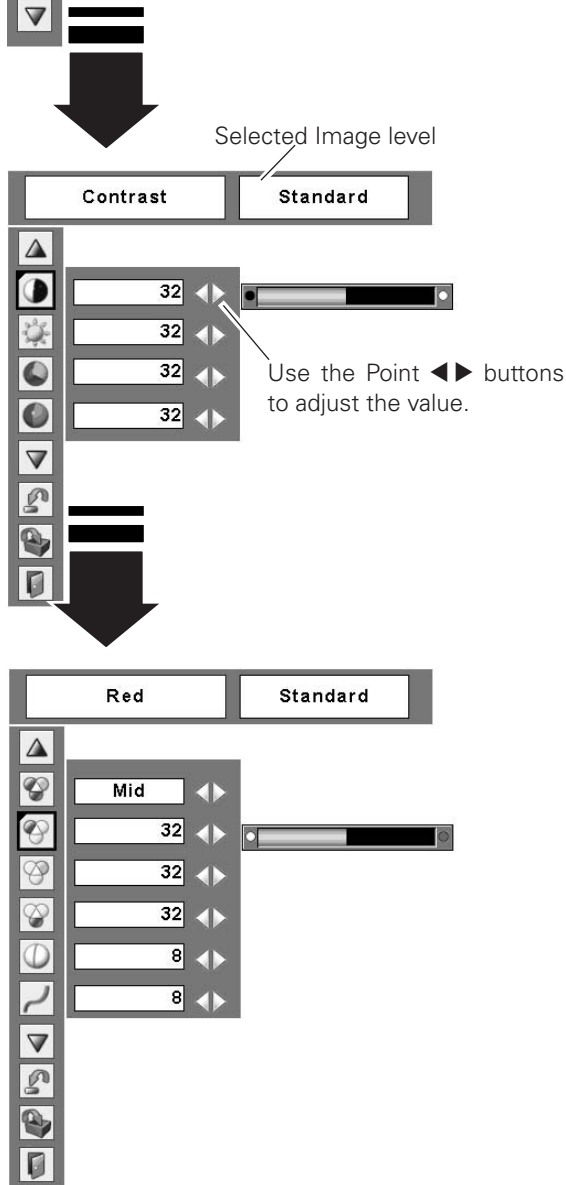 Selected Image level
Contrast
Standard
32
32
32
32
Use the Point ◀▶ buttons
to adjust the value.
Red
Standard
Mid
32
32
32
8
8